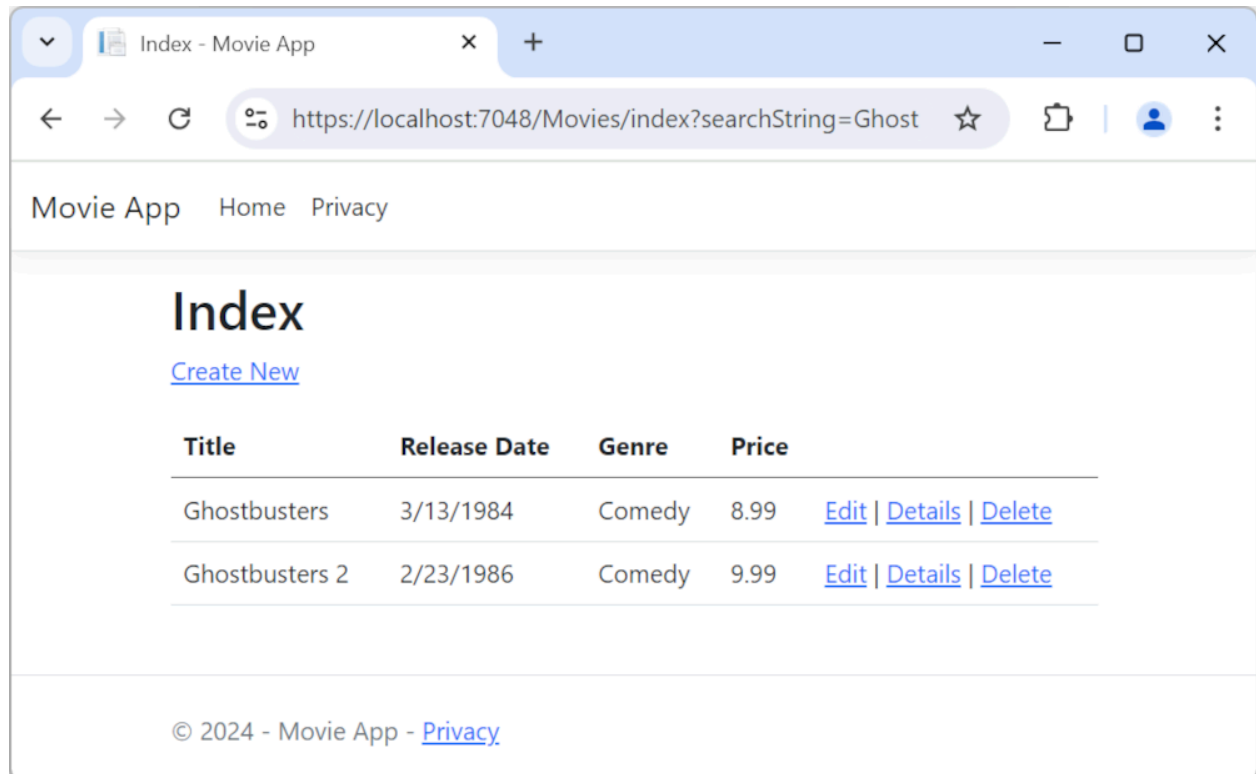 Index - Movie App
https://localhost:7048/Movies/index?searchString=Ghost
Movie App Home Privacy
Index
Create New
Title Release Date Genre Price
Ghostbusters 3/13/1984 Comedy 8.99 Edit | Details | Delete
Ghostbusters 2 2/23/1986 Comedy 9.99 Edit | Details | Delete
© 2024 - Movie App - Privacy